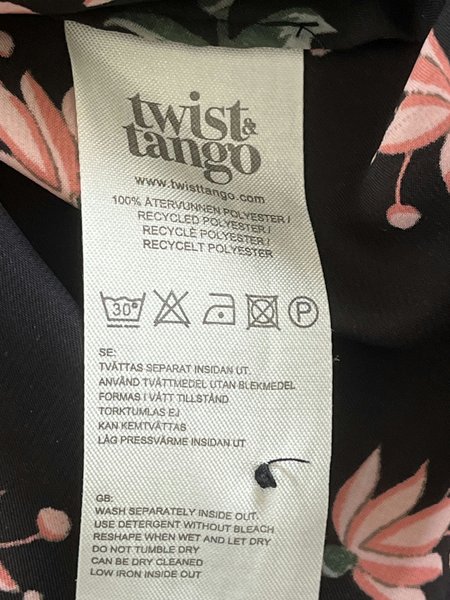 twist &
tango
www.twisttango.com
100% ÅTERVUNNEN POLYESTER /
RECYCLED POLYESTER /
RECYCLÉ POLYESTER /
RECYCELT POLYESTER
30° P
SE:
TVÄTTAS SEPARAT INSIDAN UT.
ANVÄND TVÄTTMEDEL UTAN BLEKMEDEL
FORMAS I VÅTT TILLSTÅND
TORKTUMLAS EJ
KAN KEMTVÄTTAS
LÅG PRESSVÄRME INSIDAN UT
GB:
WASH SEPARATELY INSIDE OUT.
USE DETERGENT WITHOUT BLEACH
RESHAPE WHEN WET AND LET DRY
DO NOT TUMBLE DRY
CAN BE DRY CLEANED
LOW IRON INSIDE OUT